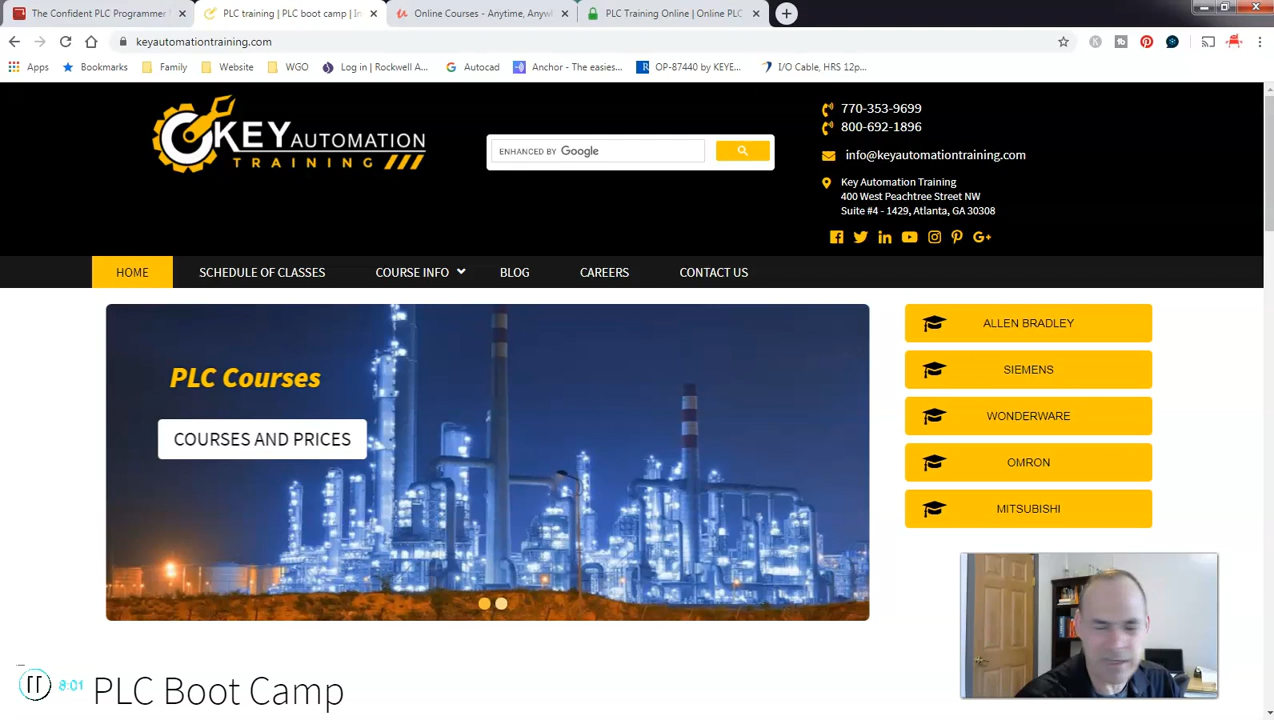 The Confident PLC Programmer
PLC training | PLC boot camp | In
Online Courses - Anytime, Anywh
PLC Training Online | Online PLC
keyautomationtraining.com
Apps
Bookmarks
Family
Website
WGO
Log in | Rockwell A...
Autocad
Anchor - The easies...
OP-87440 by KEYE...
I/O Cable, HRS 12p...
KEY AUTOMATION
TRAINING
ENHANCED BY Google
770-353-9699
800-692-1896
info@keyautomationtraining.com
Key Automation Training
400 West Peachtree Street NW
Suite #4 - 1429, Atlanta, GA 30308
HOME
SCHEDULE OF CLASSES
COURSE INFO
BLOG
CAREERS
CONTACT US
PLC Courses
COURSES AND PRICES
ALLEN BRADLEY
SIEMENS
WONDERWARE
OMRON
MITSUBISHI
8:01
PLC Boot Camp